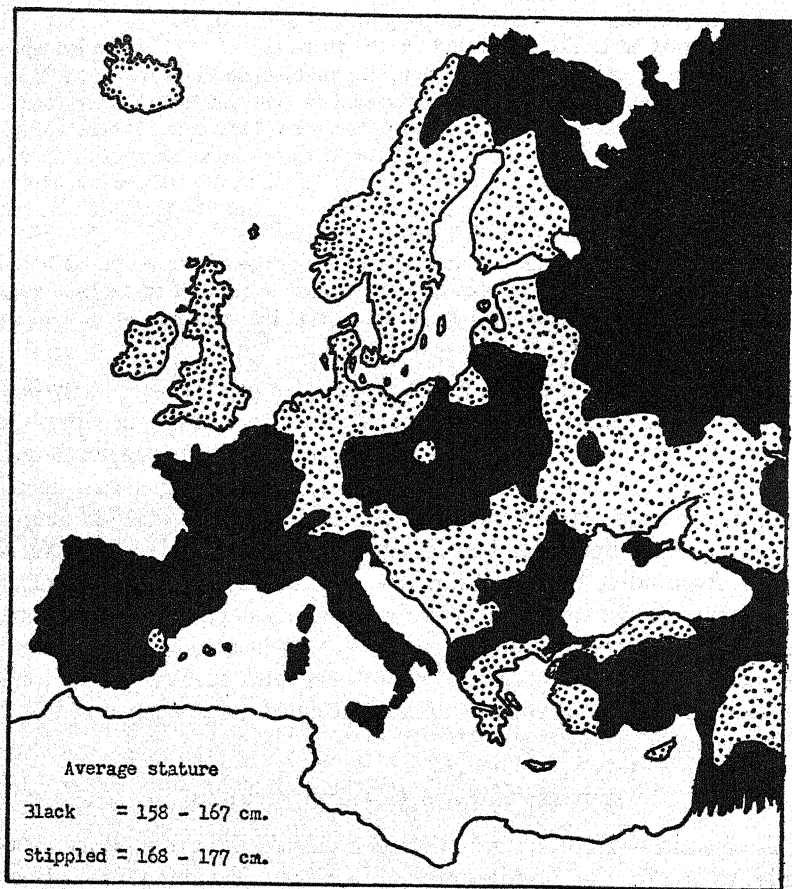 Average stature
Black = 158 - 167 cm.
Stippled = 168 - 177 cm.